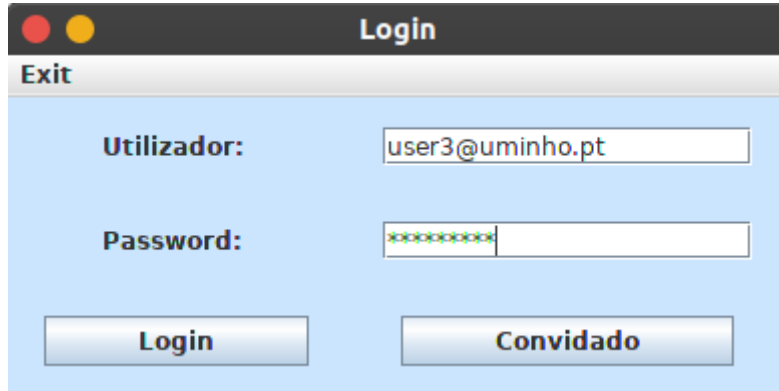 Login
Exit
Utilizador: user3@uminho.pt
Password: *********
Login Convidado